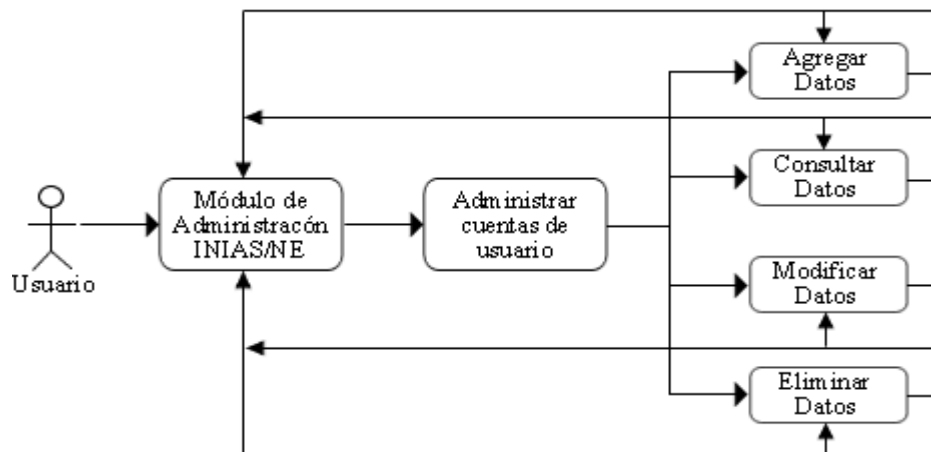 Usuario
Módulo de
Administracón
INIAS/NE
Administrar
cuentas de
usuario
Agregar
Datos
Consultar
Datos
Modificar
Datos
Eliminar
Datos